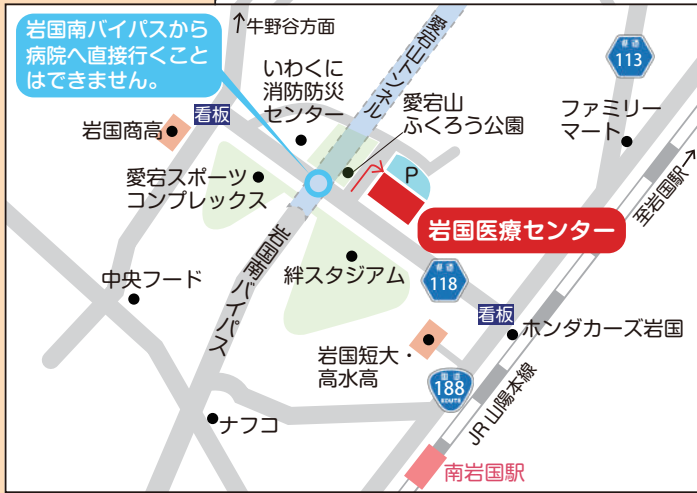 岩国南バイパスから
病院へ直接行くこと
はできません。
↑牛野谷方面
愛宕山トンネル
県道
113
いわくに
消防防災
センター
愛宕山
ふくろう公園
ファミリー
マート
看板
岩国商高
P
至岩国駅→
愛宕スポーツ
コンプレックス
岩国医療センター
岩国南バイパス
絆スタジアム
県道
118
中央フード
看板
ホンダカーズ岩国
岩国短大・
高水高
国道
188
ROUTE
JR山陽本線
ナフコ
南岩国駅